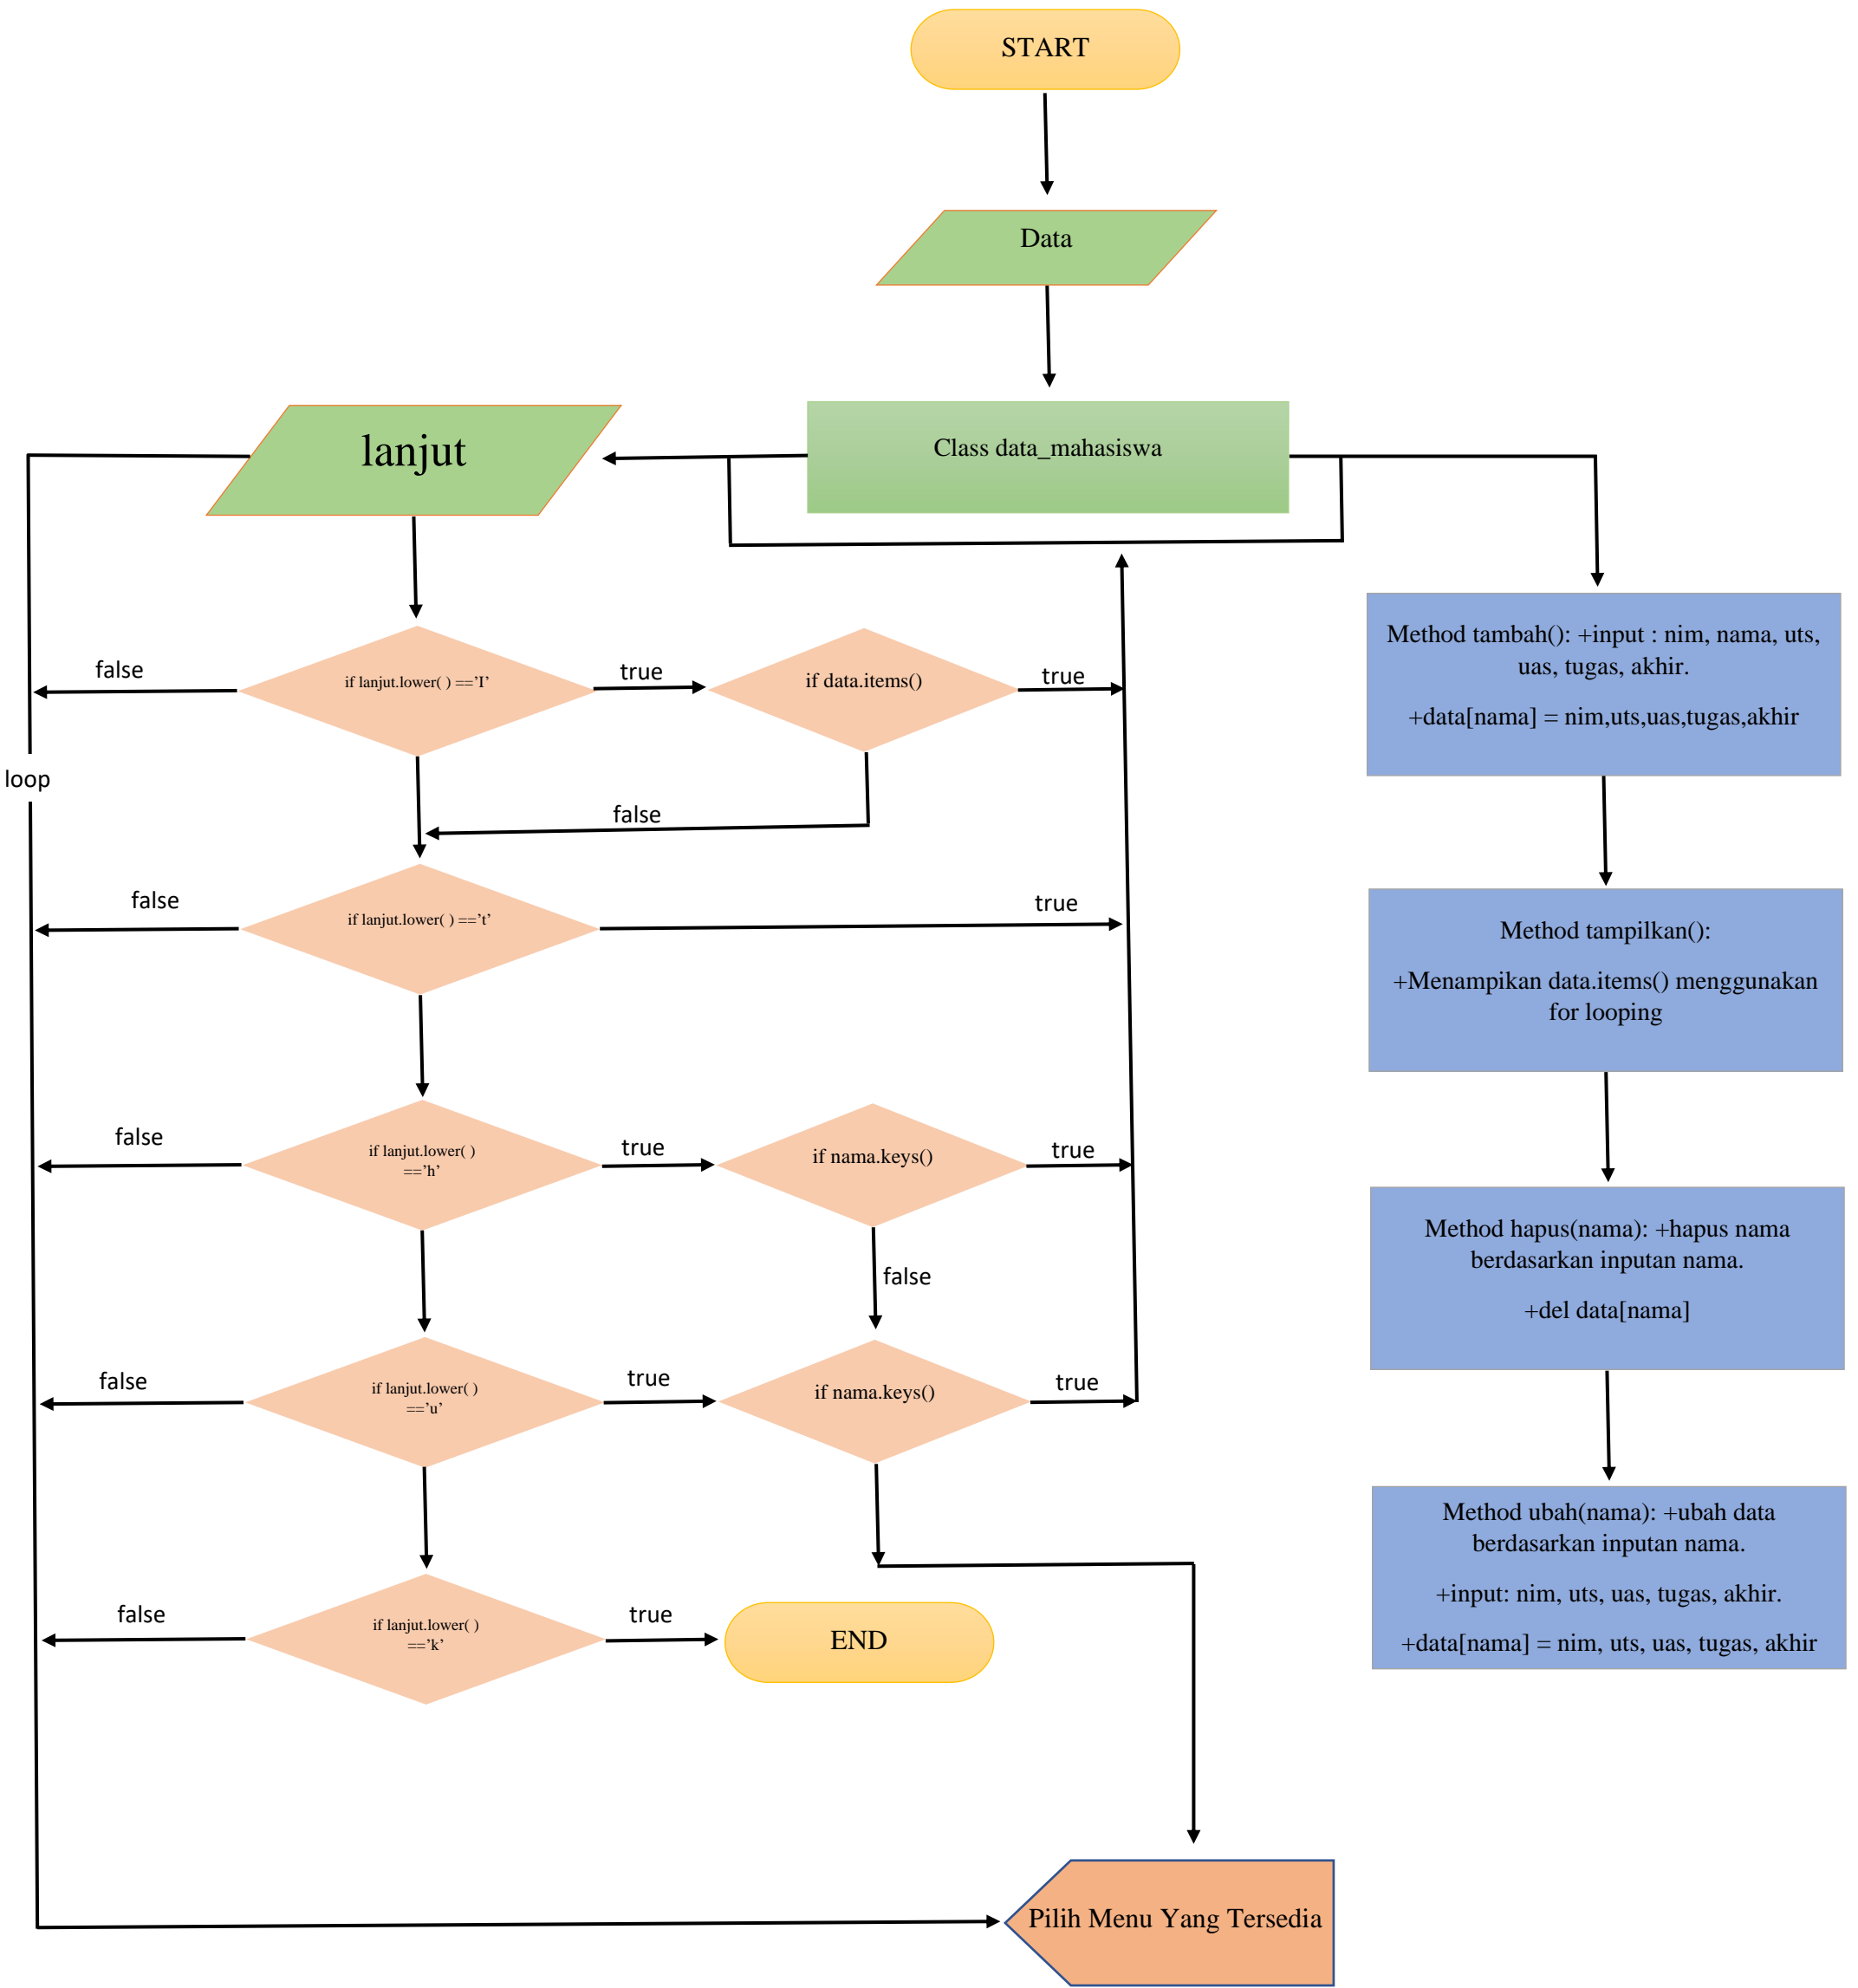 START
Data
lanjut
Class data_mahasiswa
false
if lanjut.lower( ) ==’I’
true
if data.items()
true
Method tambah(): +input : nim, nama, uts,
uas, tugas, akhir.
+data[nama] = nim,uts,uas,tugas,akhir
loop
false
false
if lanjut.lower( ) ==’t’
true
Method tampilkan():
+Menampikan data.items() menggunakan
for looping
false
if lanjut.lower( )
==’h’
true
if nama.keys()
true
false
Method hapus(nama): +hapus nama
berdasarkan inputan nama.
+del data[nama]
false
if lanjut.lower( )
==’u’
true
if nama.keys()
true
Method ubah(nama): +ubah data
berdasarkan inputan nama.
+input: nim, uts, uas, tugas, akhir.
+data[nama] = nim, uts, uas, tugas, akhir
false
if lanjut.lower( )
==’k’
true
END
Pilih Menu Yang Tersedia